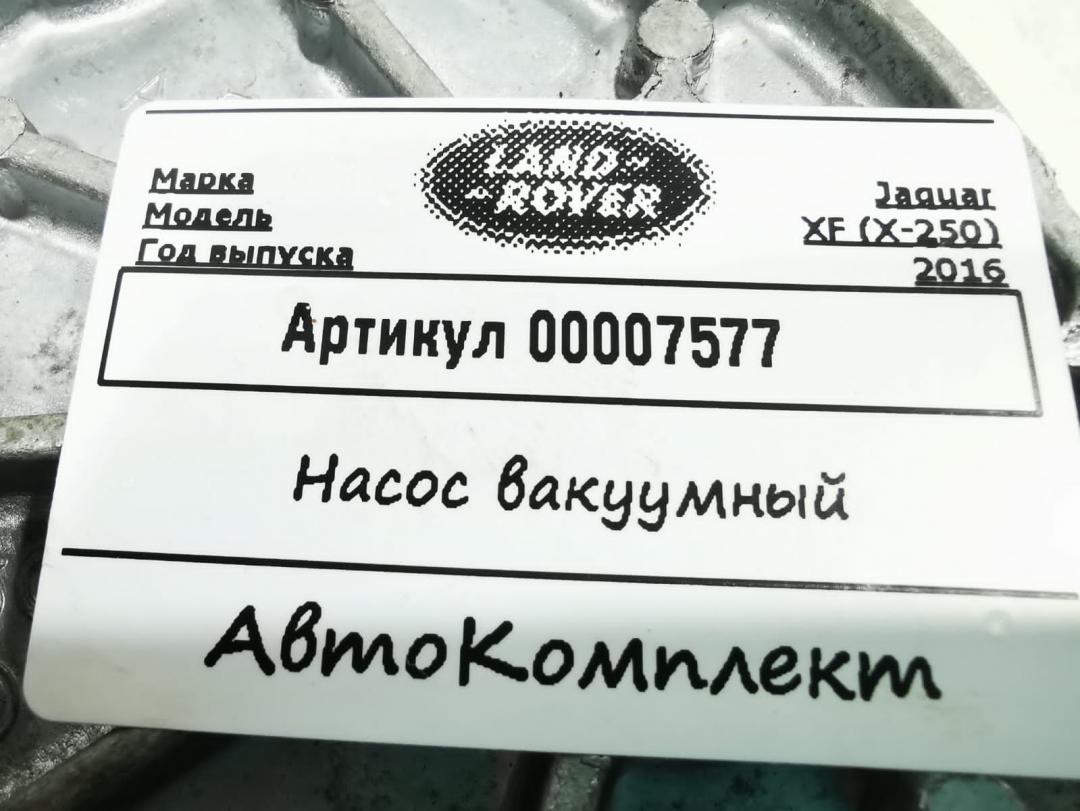 LAND-
-ROVER
Марка Jaguar
Модель XF (X-250)
Год выпуска 2016
Артикул 00007577
Насос вакуумный
АвтоКомплект